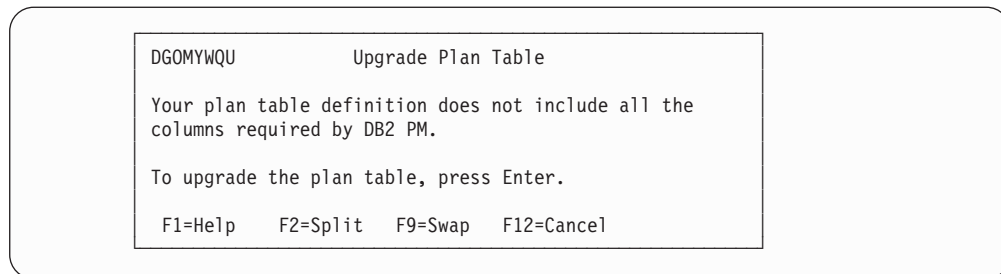 DGOMYWQU Upgrade Plan Table
Your plan table definition does not include all the
columns required by DB2 PM.
To upgrade the plan table, press Enter.
F1=Help F2=Split F9=Swap F12=Cancel